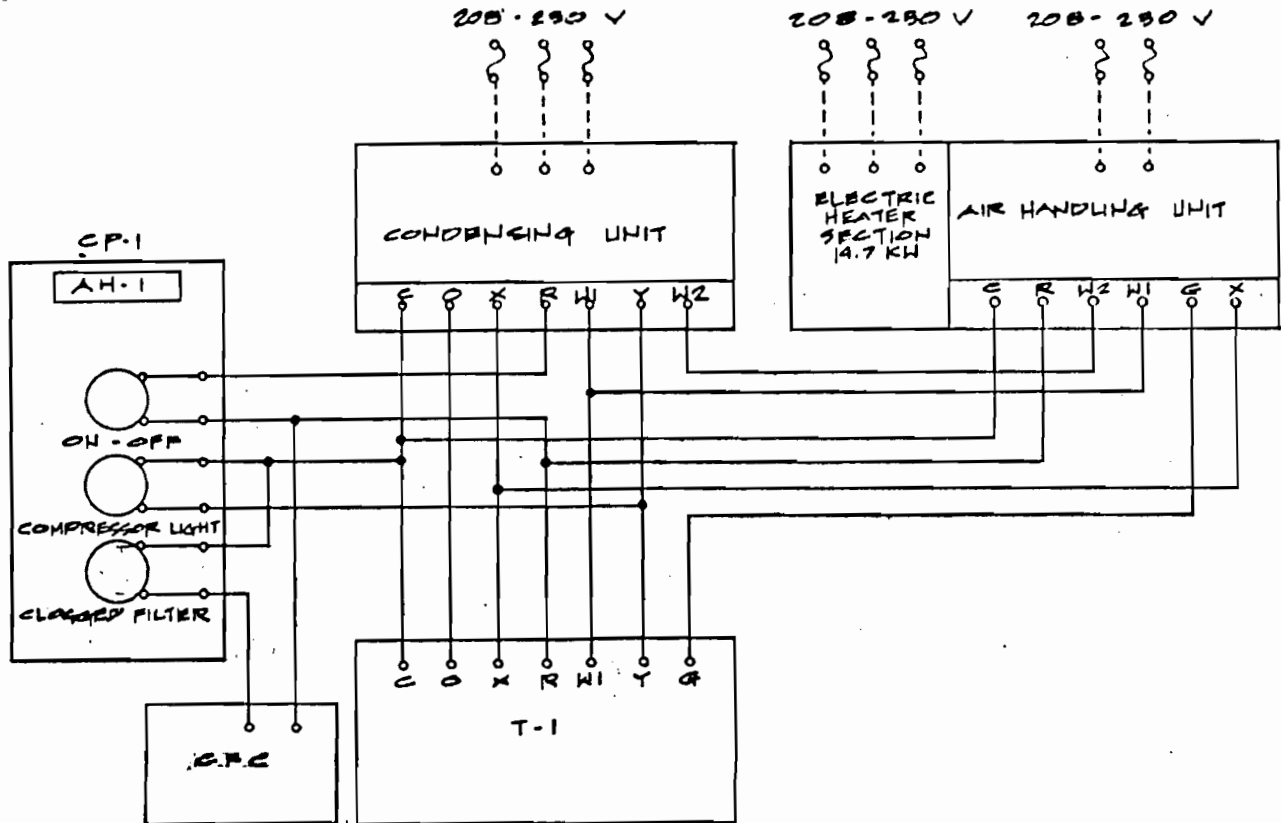 208-230 V
208-230 V
208-230 V
CP-1
AH-1
ON-OFF
COMPRESSOR LIGHT
CLOGGED FILTER
CONDENSING UNIT
C O X R W1 Y W2
ELECTRIC
HEATER
SECTION
14.7 KW
AIR HANDLING UNIT
C R W2 W1 G X
C O X R W1 Y G
T-1
C.F.C